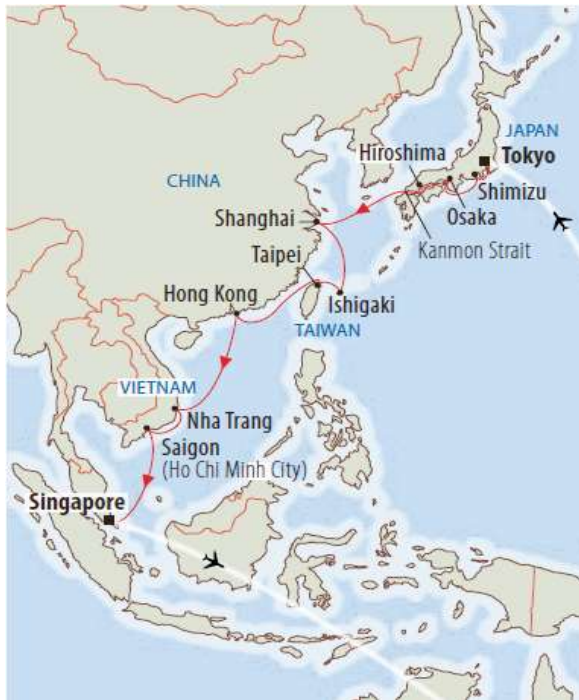 JAPAN
Hiroshima
Tokyo
CHINA
Shimizu
Shanghai
Osaka
Kanmon Strait
Taipei
Hong Kong
Ishigaki
TAIWAN
VIETNAM
Nha Trang
Saigon
(Ho Chi Minh City)
Singapore